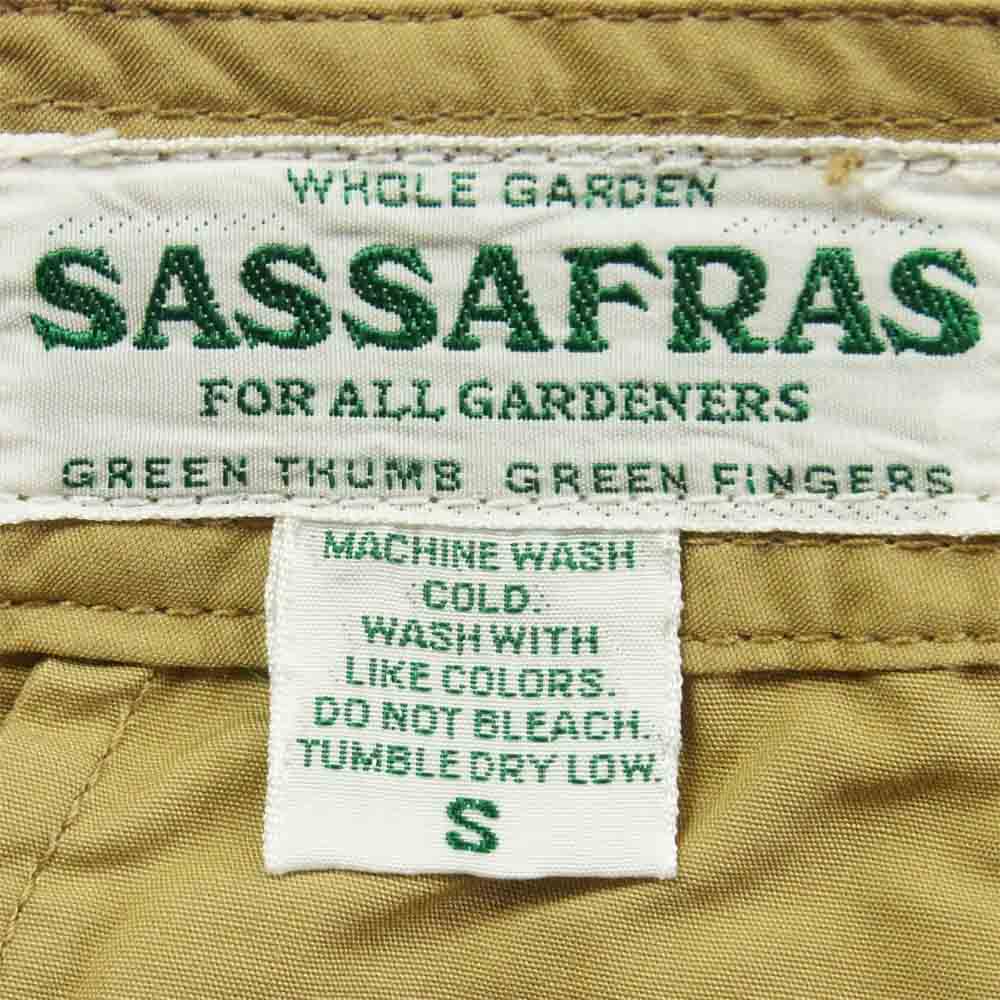 WHOLE GARDEN
SASSAFRAS
FOR ALL GARDENERS
GREEN THUMB GREEN FINGERS
MACHINE WASH
COLD.
WASH WITH
LIKE COLORS.
DO NOT BLEACH.
TUMBLE DRY LOW.
S